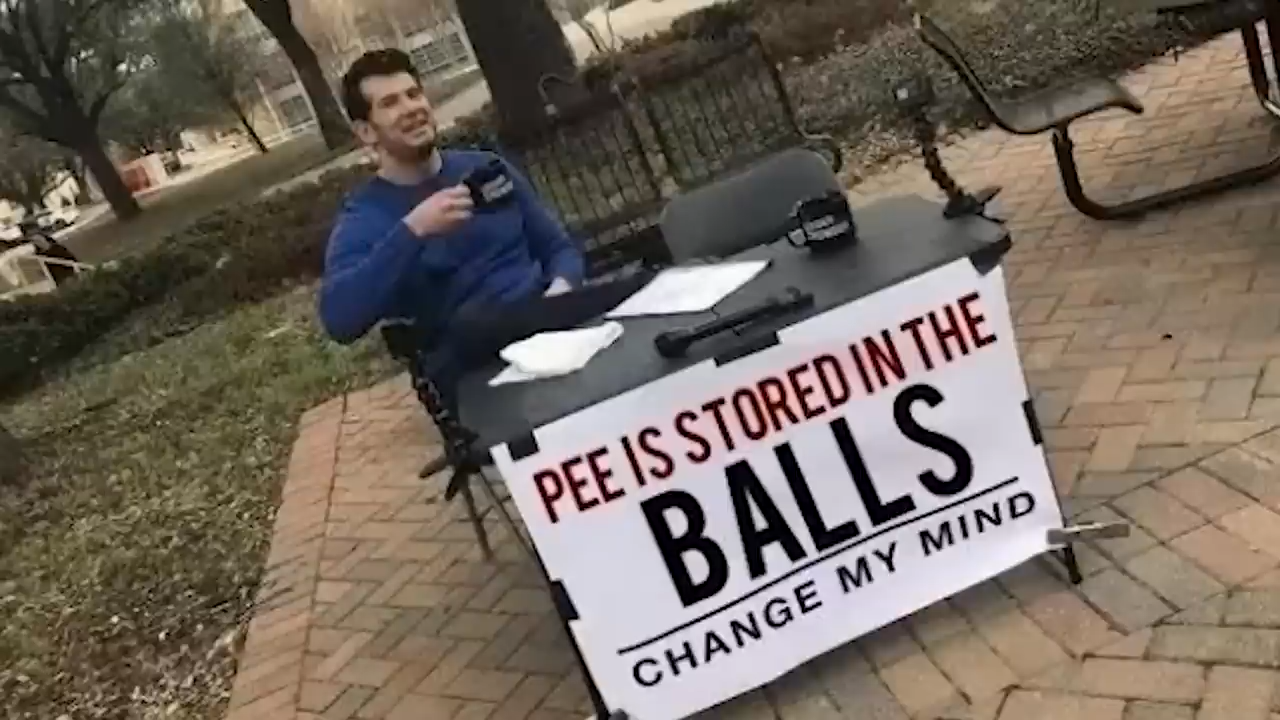 PEE IS STORED IN THE
BALLS
CHANGE MY MIND